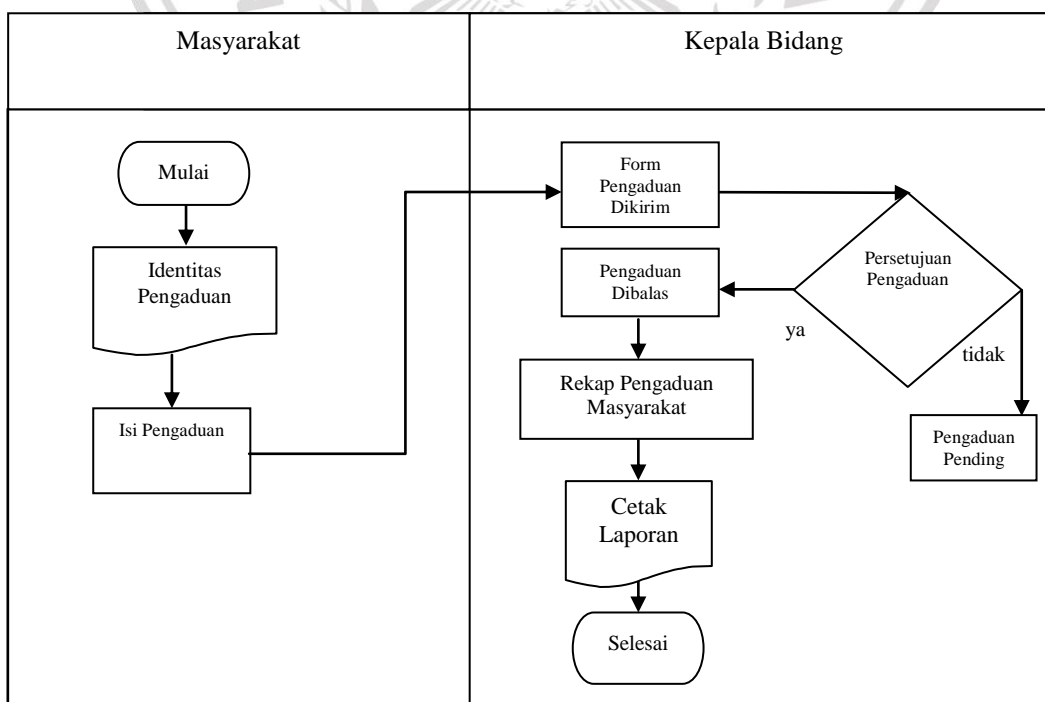 Masyarakat
Kepala Bidang
Mulai
Identitas
Pengaduan
Isi Pengaduan
Form
Pengaduan
Dikirim
Persetujuan
Pengaduan
Pengaduan
Dibalas
ya
tidak
Rekap Pengaduan
Masyarakat
Pengaduan
Pending
Cetak
Laporan
Selesai